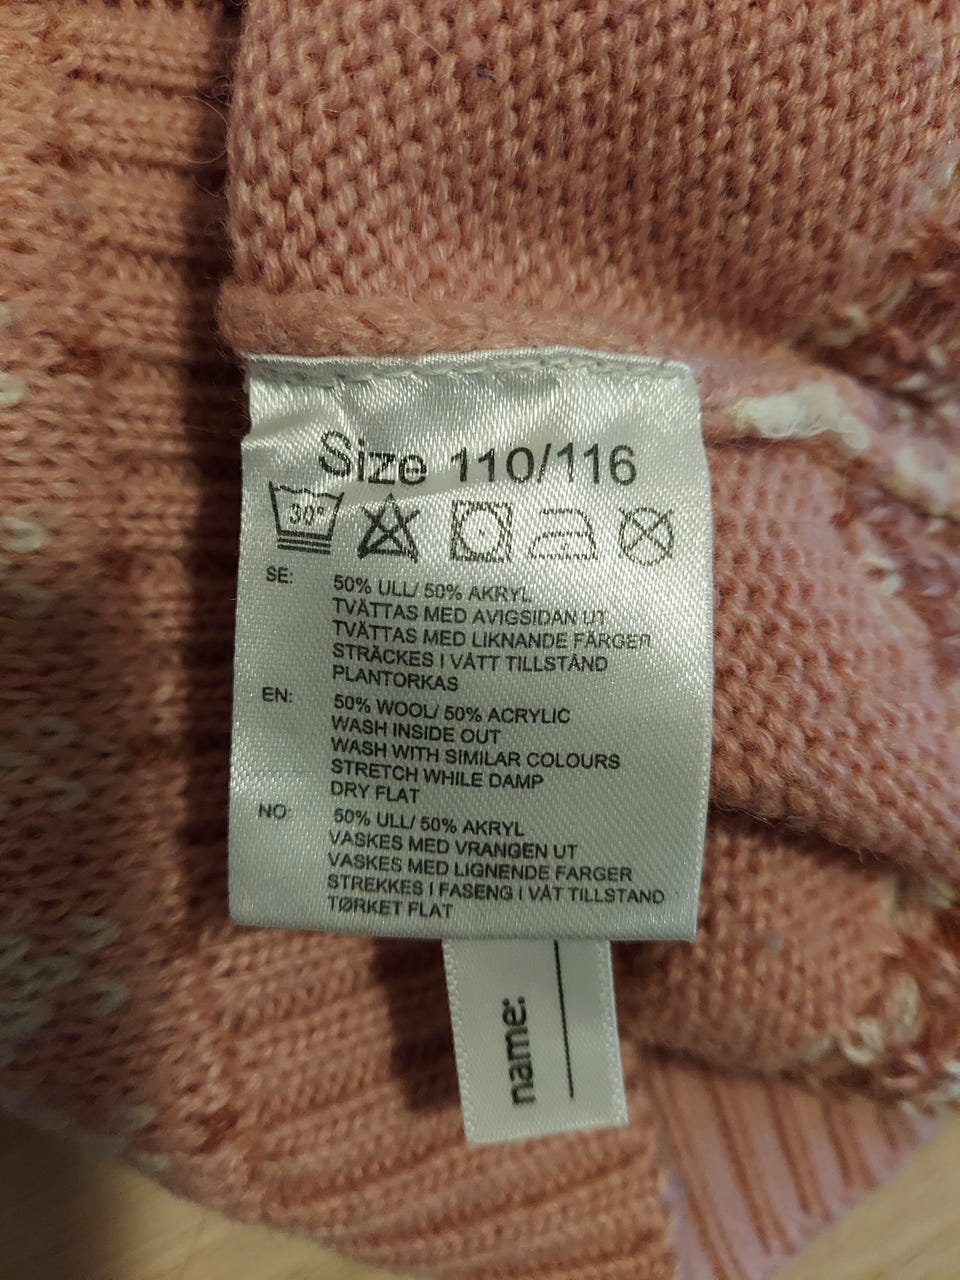 Size 110/116
30°
SE:
50% ULL/ 50% AKRYL
TVÄTTAS MED AVIGSIDAN UT
TVÄTTAS MED LIKNANDE FÄRGER
STRÄCKES I VÅTT TILLSTÅND
PLANTORKAS
EN:
50% WOOL/ 50% ACRYLIC
WASH INSIDE OUT
WASH WITH SIMILAR COLOURS
STRETCH WHILE DAMP
DRY FLAT
NO:
50% ULL/ 50% AKRYL
VASKES MED VRANGEN UT
VASKES MED LIGNENDE FARGER
STREKKES I FASENG I VÅT TILLSTAND
TØRKET FLAT
name: